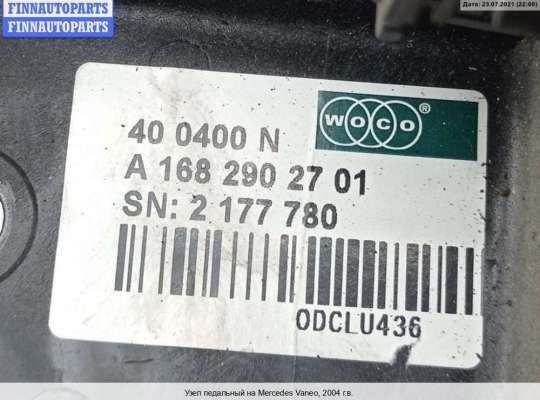 FINNAUTOPARTS
FINNAUTOPARTS
Дата: 23.07.2021 (22:00)
WOCO ®
40 0400 N
A 168 290 27 01
SN: 2 177 780
0DCLU436
Узел педальный на Mercedes Vaneo, 2004 г.в.